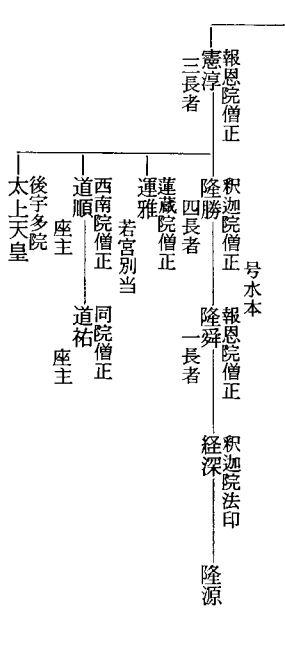 報恩院僧正
憲淳
三長者
釈迦院僧正
隆勝
四長者
号水本
報恩院僧正
隆舜
一長者
釈迦院法印
経深
隆源
蓮蔵院僧正
運雅
若宮別当
西南院僧正
道順
座主
同院僧正
道祐
座主
後宇多院
太上天皇